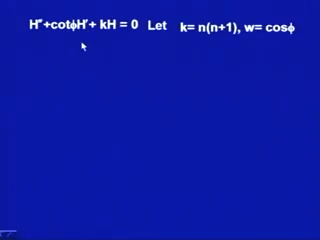 H″+cotϕH′+ kH = 0 Let k= n(n+1), w= cosϕ